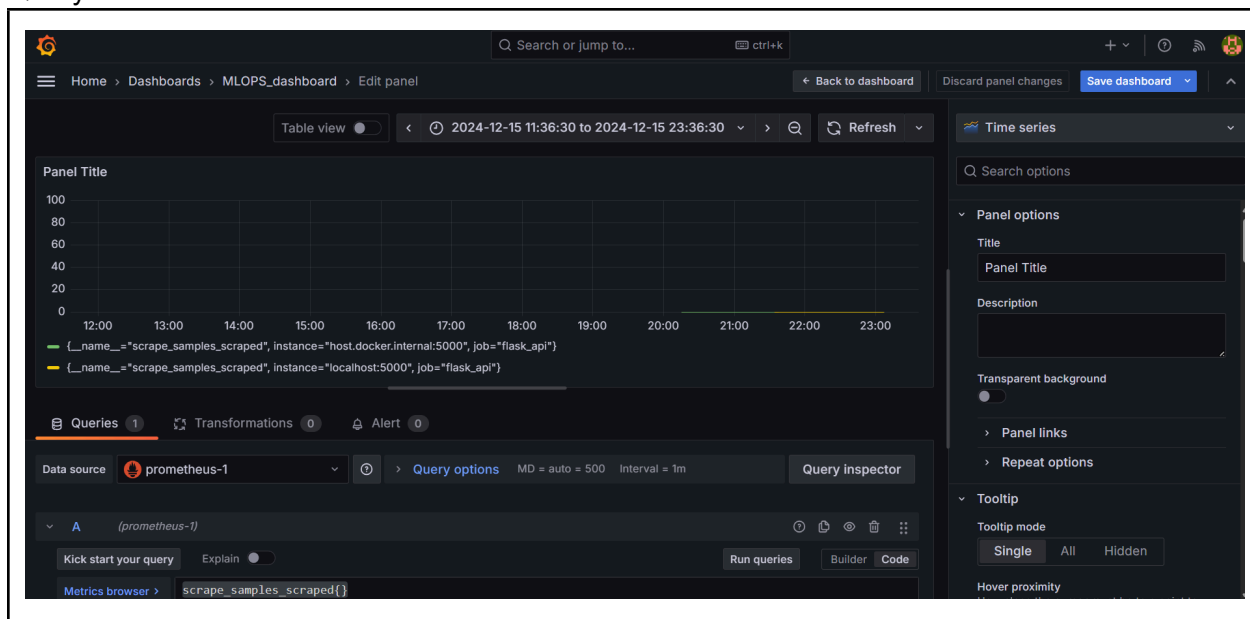 Search or jump to... ctrl+k
Home › Dashboards › MLOPS_dashboard › Edit panel
Back to dashboard
Discard panel changes
Save dashboard
Table view
2024-12-15 11:36:30 to 2024-12-15 23:36:30
Refresh
Time series
Search options
Panel Title
100
80
60
40
20
0
12:00 13:00 14:00 15:00 16:00 17:00 18:00 19:00 20:00 21:00 22:00 23:00
{__name__="scrape_samples_scraped", instance="host.docker.internal:5000", job="flask_api"}
{__name__="scrape_samples_scraped", instance="localhost:5000", job="flask_api"}
Queries 1 Transformations 0 Alert 0
Data source prometheus-1 Query options MD = auto = 500 Interval = 1m Query inspector
A (prometheus-1)
Kick start your query Explain Run queries Builder Code
Metrics browser > scrape_samples_scraped{}
Panel options
Title
Panel Title
Description
Transparent background
Panel links
Repeat options
Tooltip
Tooltip mode
Single All Hidden
Hover proximity